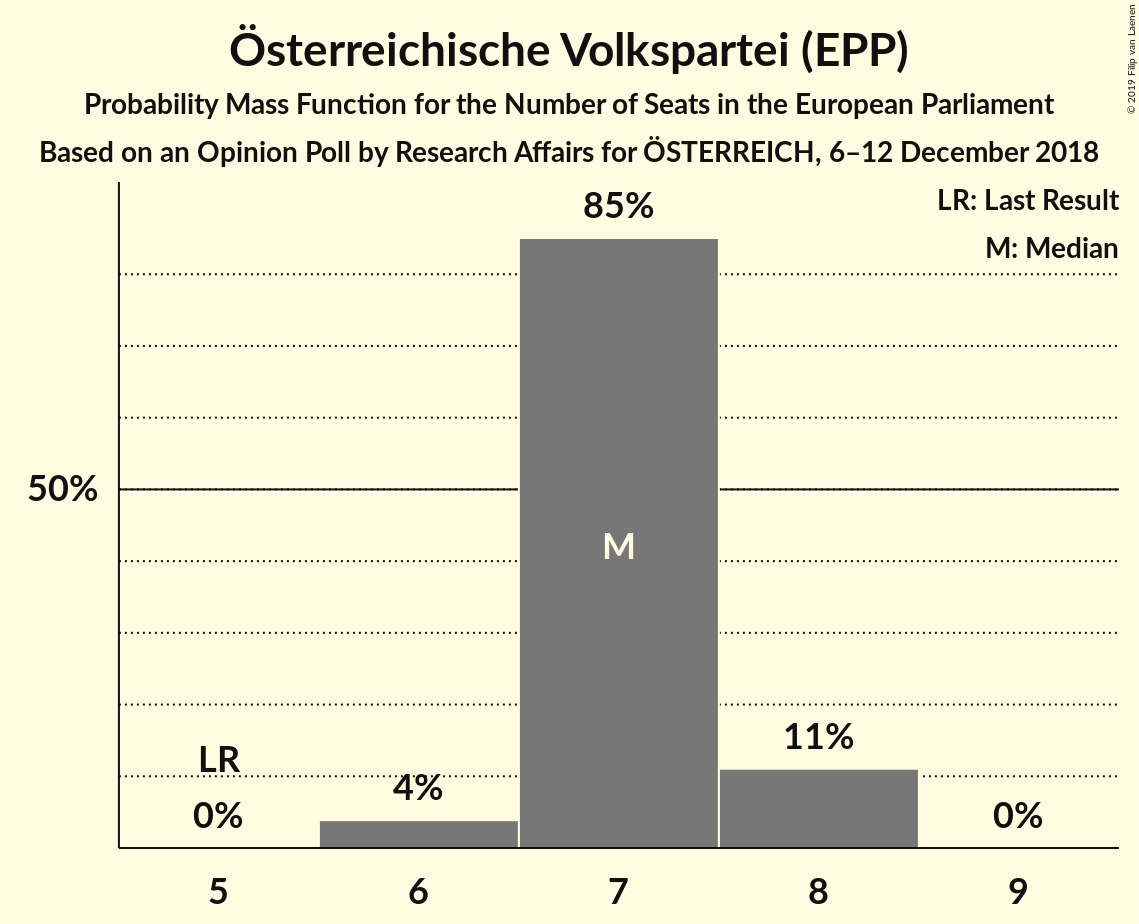 Österreichische Volkspartei (EPP)
Probability Mass Function for the Number of Seats in the European Parliament
Based on an Opinion Poll by Research Affairs for ÖSTERREICH, 6–12 December 2018
© 2019 Filip van Laenen
LR: Last Result
M: Median
85%
50%
M
11%
LR
4%
0%
0%
5 6 7 8 9